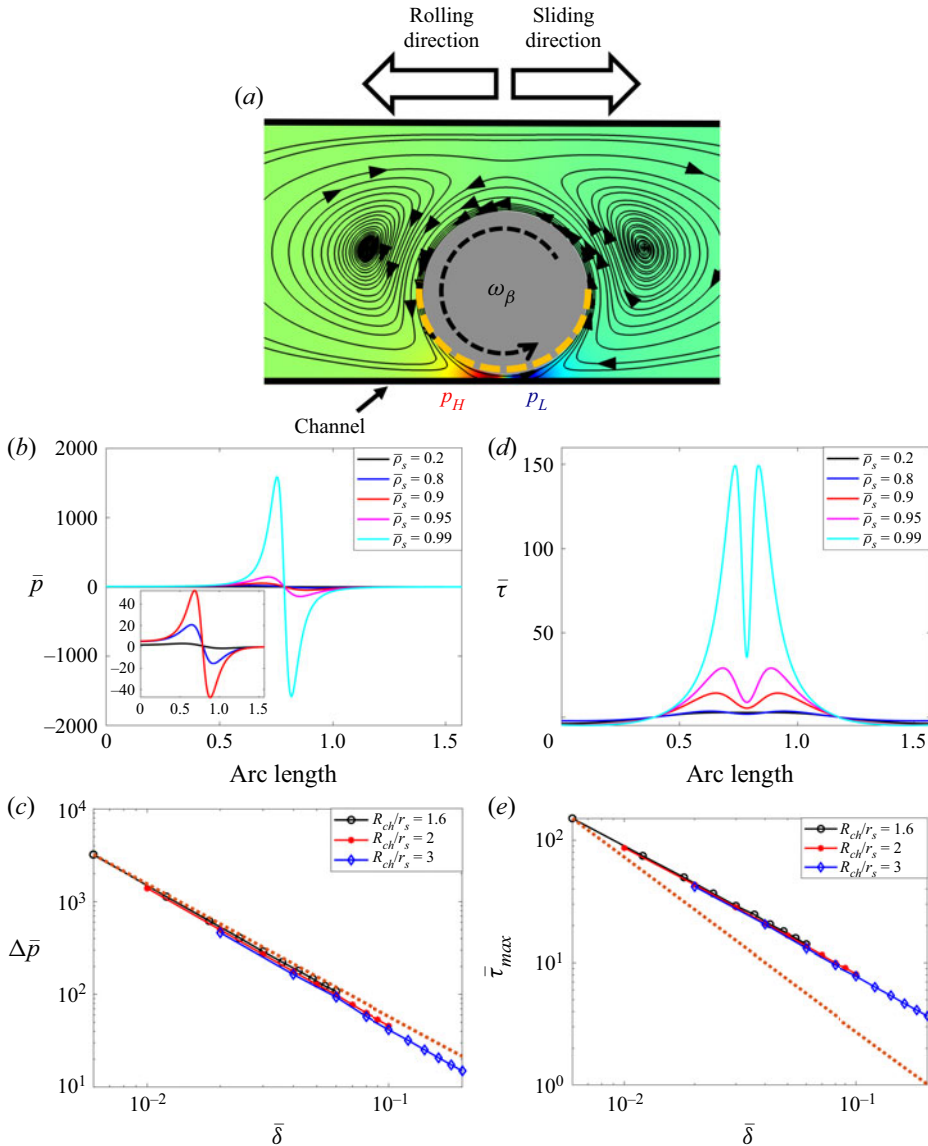 Rolling direction
Sliding direction
(a)
ω_β
p_H
p_L
Channel
(b)
2000
1000
0
–1000
–2000
p̄
ρ̄_s = 0.2
ρ̄_s = 0.8
ρ̄_s = 0.9
ρ̄_s = 0.95
ρ̄_s = 0.99
40
20
0
–20
–40
0 0.5 1.0 1.5
0 0.5 1.0 1.5
Arc length
(d)
150
100
50
τ̄
ρ̄_s = 0.2
ρ̄_s = 0.8
ρ̄_s = 0.9
ρ̄_s = 0.95
ρ̄_s = 0.99
0 0.5 1.0 1.5
Arc length
(c)
10^4
10^3
10^2
10^1
Δp̄
R_ch/r_s = 1.6
R_ch/r_s = 2
R_ch/r_s = 3
10^−2 10^−1
δ̄
(e)
10^2
10^1
10^0
τ̄_max
R_ch/r_s = 1.6
R_ch/r_s = 2
R_ch/r_s = 3
10^−2 10^−1
δ̄